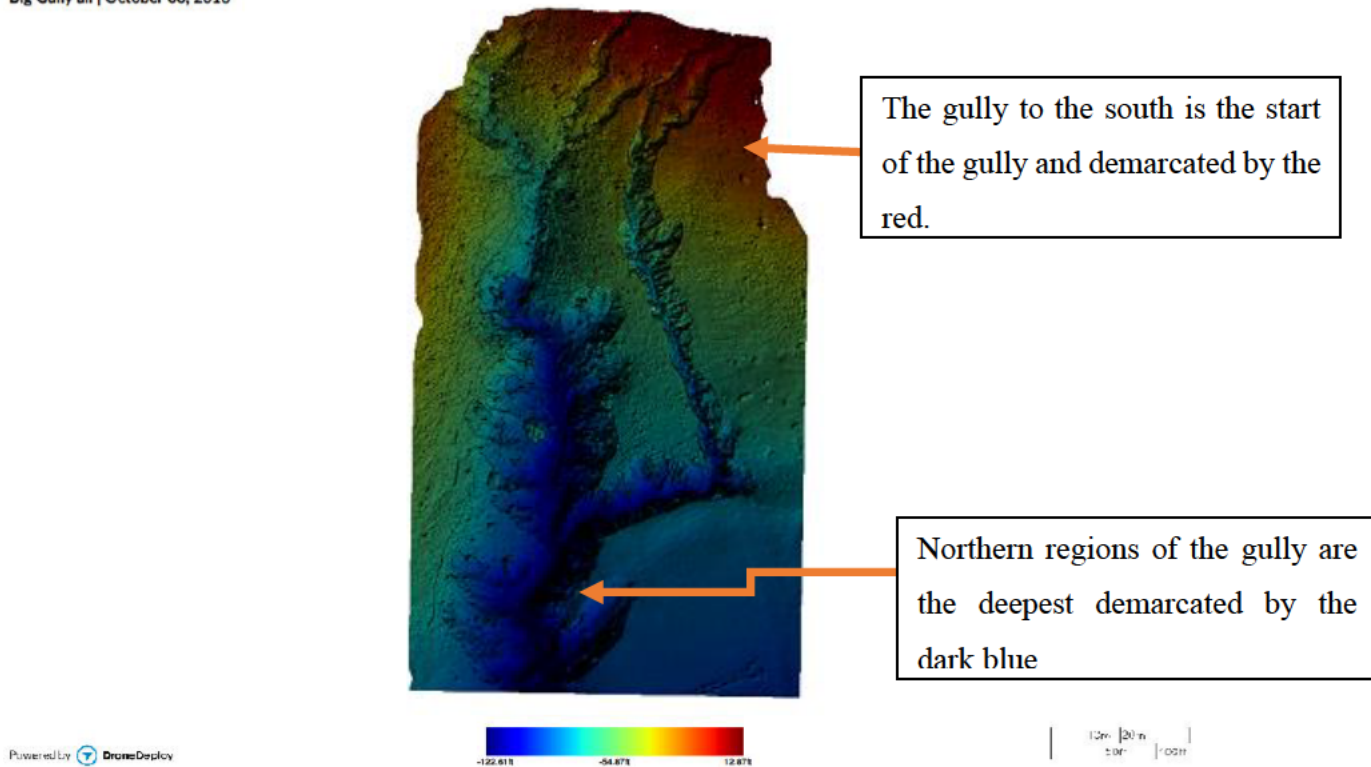 The gully to the south is the start
of the gully and demarcated by the
red.
Northern regions of the gully are
the deepest demarcated by the
dark blue
Powered by DroneDeploy
-122.61ft -54.87ft 12.87ft